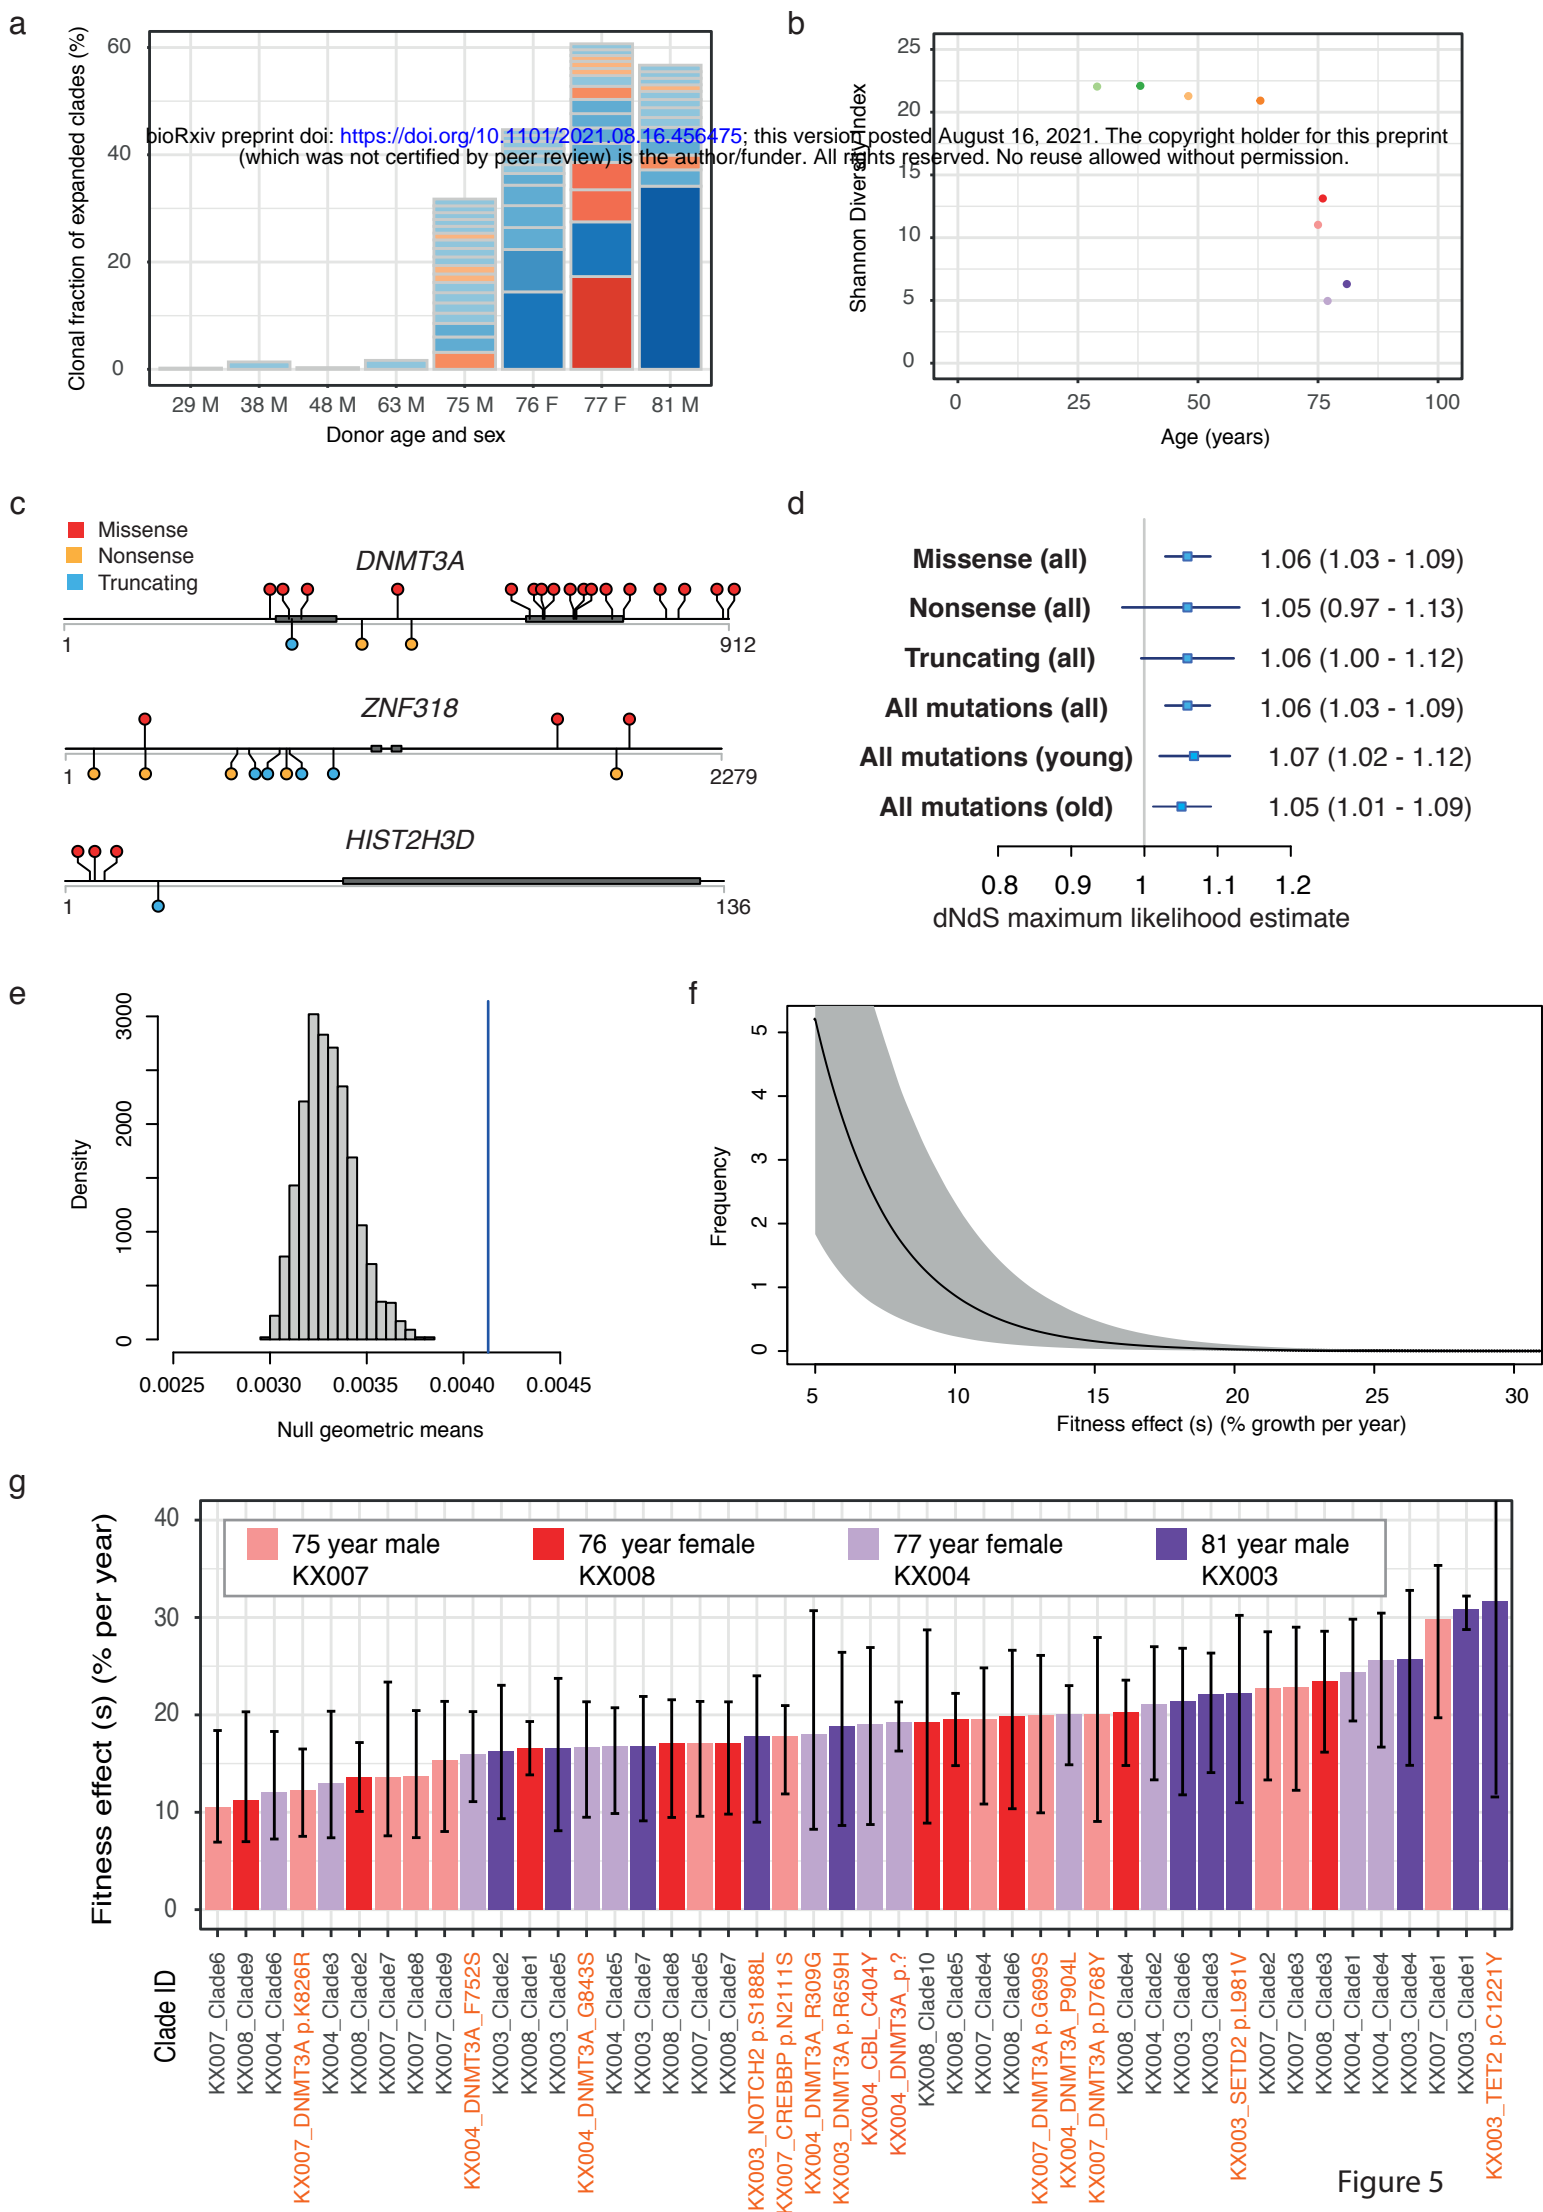 a
Clonal fraction of expanded clades (%)
60
40
20
0
29 M 38 M 48 M 63 M 75 M 76 F 77 F 81 M
Donor age and sex
b
Shannon Diversity Index
25
20
15
10
5
0
0 25 50 75 100
Age (years)
bioRxiv preprint doi: https://doi.org/10.1101/2021.08.16.456475; this version posted August 16, 2021. The copyright holder for this preprint
(which was not certified by peer review) is the author/funder. All rights reserved. No reuse allowed without permission.
c
Missense
Nonsense
Truncating
DNMT3A
1 912
ZNF318
1 2279
HIST2H3D
1 136
d
Missense (all) 1.06 (1.03 - 1.09)
Nonsense (all) 1.05 (0.97 - 1.13)
Truncating (all) 1.06 (1.00 - 1.12)
All mutations (all) 1.06 (1.03 - 1.09)
All mutations (young) 1.07 (1.02 - 1.12)
All mutations (old) 1.05 (1.01 - 1.09)
0.8 0.9 1 1.1 1.2
dNdS maximum likelihood estimate
e
Density
3000
2000
1000
0
0.0025 0.0030 0.0035 0.0040 0.0045
Null geometric means
f
Frequency
5
4
3
2
1
0
5 10 15 20 25 30
Fitness effect (s) (% growth per year)
g
Fitness effect (s) (% per year)
40
30
20
10
0
75 year male
KX007
76 year female
KX008
77 year female
KX004
81 year male
KX003
Clade ID
KX007_Clade6
KX008_Clade9
KX004_Clade6
KX007_DNMT3A p.K826R
KX004_Clade3
KX008_Clade2
KX007_Clade7
KX007_Clade8
KX007_Clade9
KX004_DNMT3A_F752S
KX003_Clade2
KX008_Clade1
KX003_Clade5
KX004_DNMT3A_G843S
KX004_Clade5
KX003_Clade7
KX008_Clade8
KX007_Clade5
KX008_Clade7
KX003_NOTCH2 p.S1888L
KX007_CREBBP p.N2111S
KX004_DNMT3A_R309G
KX003_DNMT3A p.R659H
KX004_CBL_C404Y
KX004_DNMT3A_p.?
KX008_Clade10
KX008_Clade5
KX007_Clade4
KX008_Clade6
KX007_DNMT3A p.G699S
KX004_DNMT3A_P904L
KX007_DNMT3A p.D768Y
KX008_Clade4
KX004_Clade2
KX003_Clade6
KX003_Clade3
KX003_SETD2 p.L981V
KX007_Clade2
KX007_Clade3
KX008_Clade3
KX004_Clade1
KX004_Clade4
KX003_Clade4
KX007_Clade1
KX003_Clade1
KX003_TET2 p.C1221Y
Figure 5